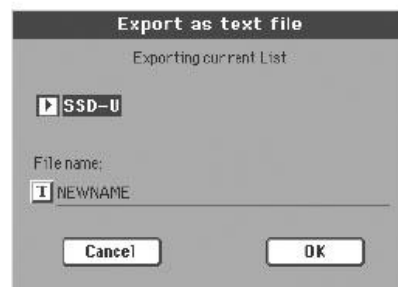 Export as text file
Exporting current List
SSD-U
File name:
T NEWNAME
Cancel
OK